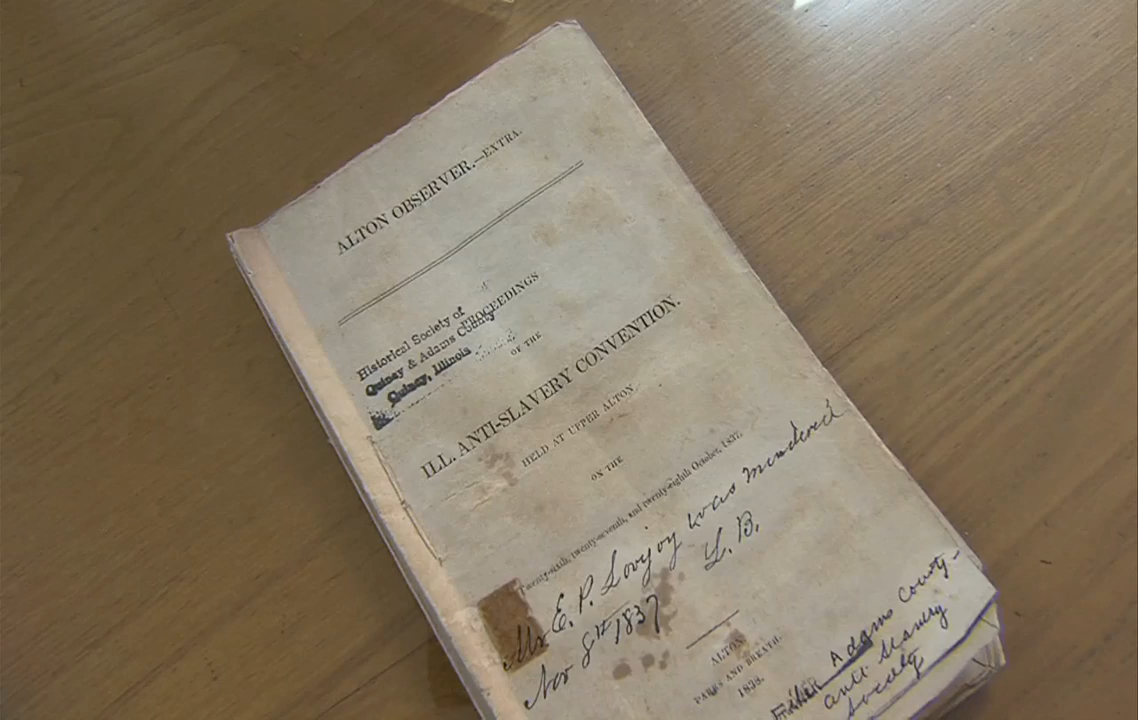 ALTON OBSERVER.—EXTRA.
PROCEEDINGS
Historical Society of
Quincy & Adams County
Quincy, Illinois
OF THE
ILL. ANTI-SLAVERY CONVENTION.
HELD AT UPPER ALTON
ON THE
Twenty-sixth, twenty-seventh, and twenty-eighth October, 1837.
Mr E. P. Lovejoy was murdered
Nov 8th 1837 L. B.
ALTON:
PARKS AND BREATH.
1838.
Adams County-
anti Slavery
Society